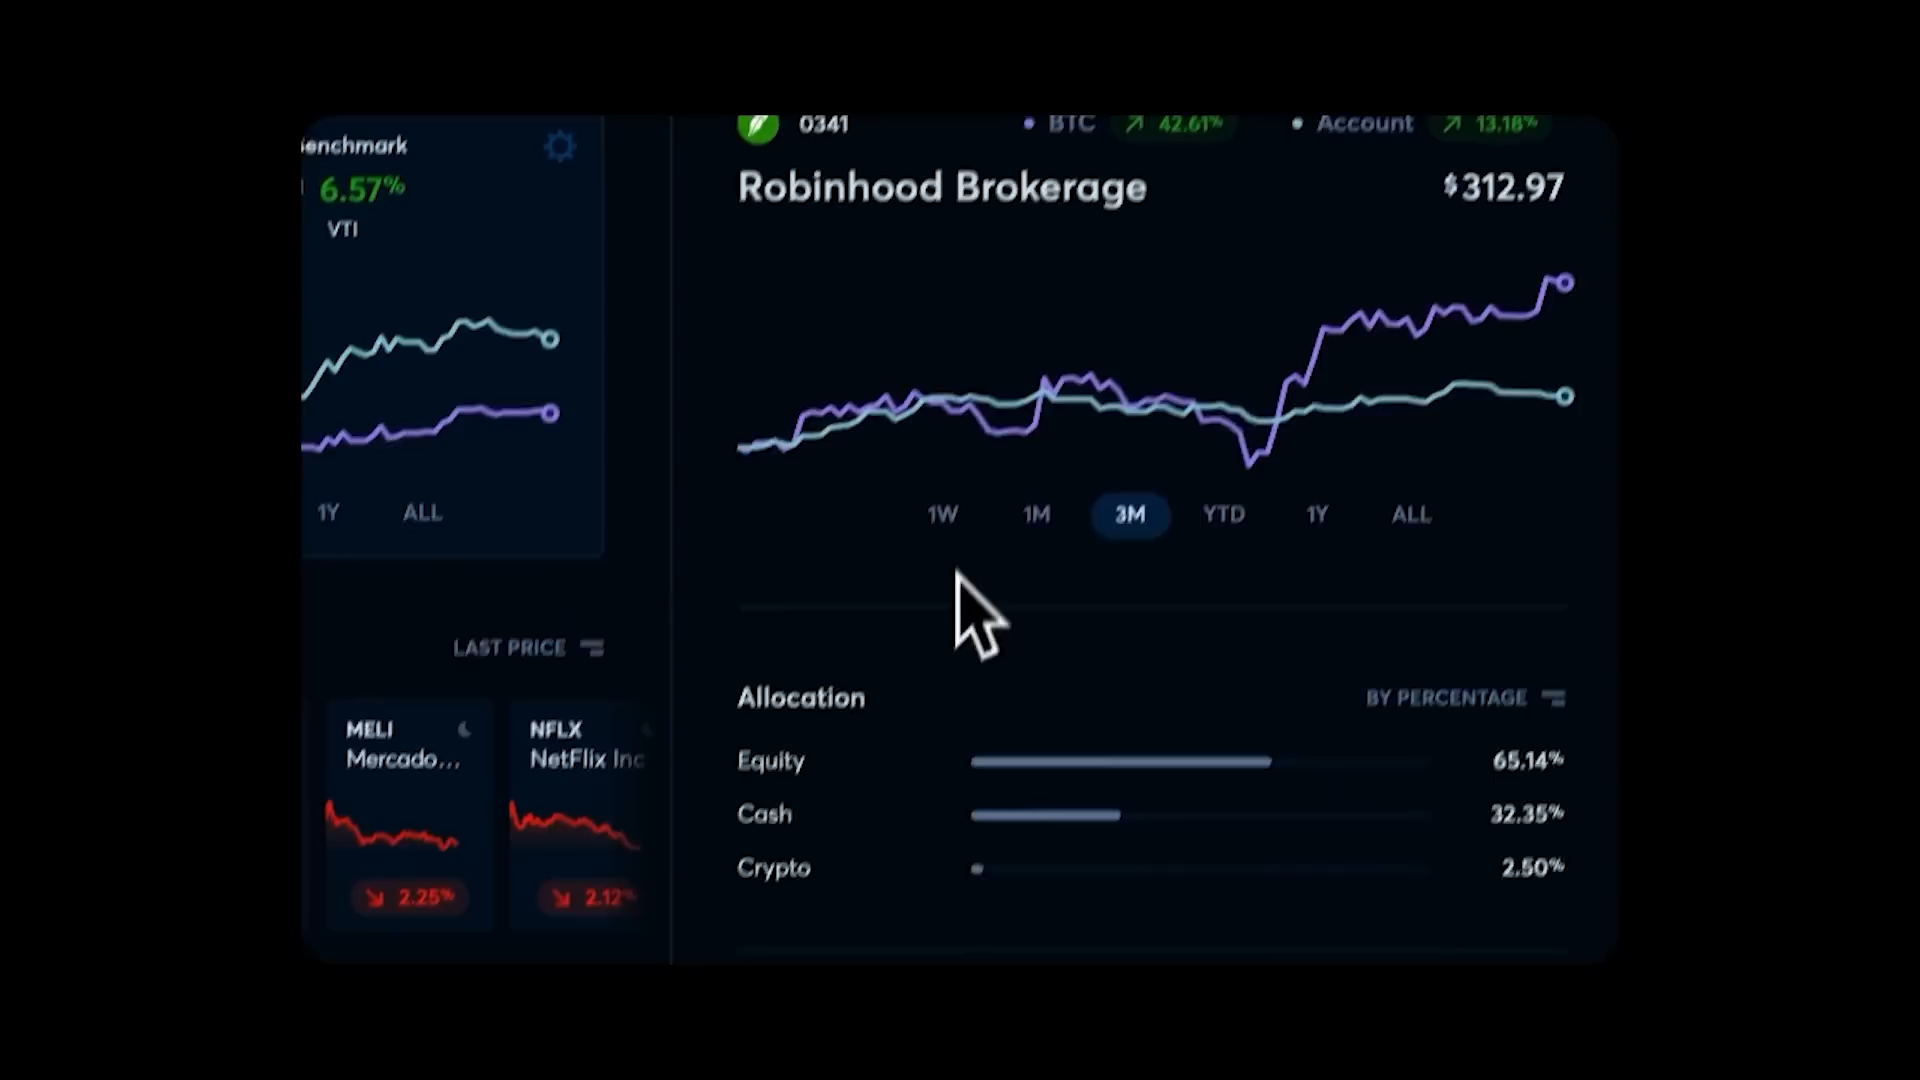 enchmark
6.57%
VTI
1Y ALL
LAST PRICE
MELI
Mercado...
2.25%
NFLX
NetFlix Inc
2.12%
0341
BTC 42.61%
Account 13.18%
Robinhood Brokerage
$312.97
1W 1M 3M YTD 1Y ALL
Allocation
BY PERCENTAGE
Equity 65.14%
Cash 32.35%
Crypto 2.50%